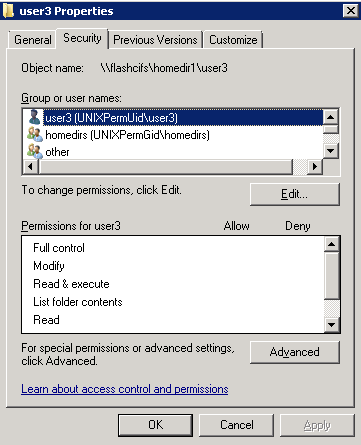 user3 Properties
General Security Previous Versions Customize
Object name: \\flashcifs\homedir1\user3
Group or user names:
user3 (UNIXPermUid\user3)
homedirs (UNIXPermGid\homedirs)
other
To change permissions, click Edit.
Edit...
Permissions for user3 Allow Deny
Full control
Modify
Read & execute
List folder contents
Read
For special permissions or advanced settings,
click Advanced.
Advanced
Learn about access control and permissions
OK Cancel Apply